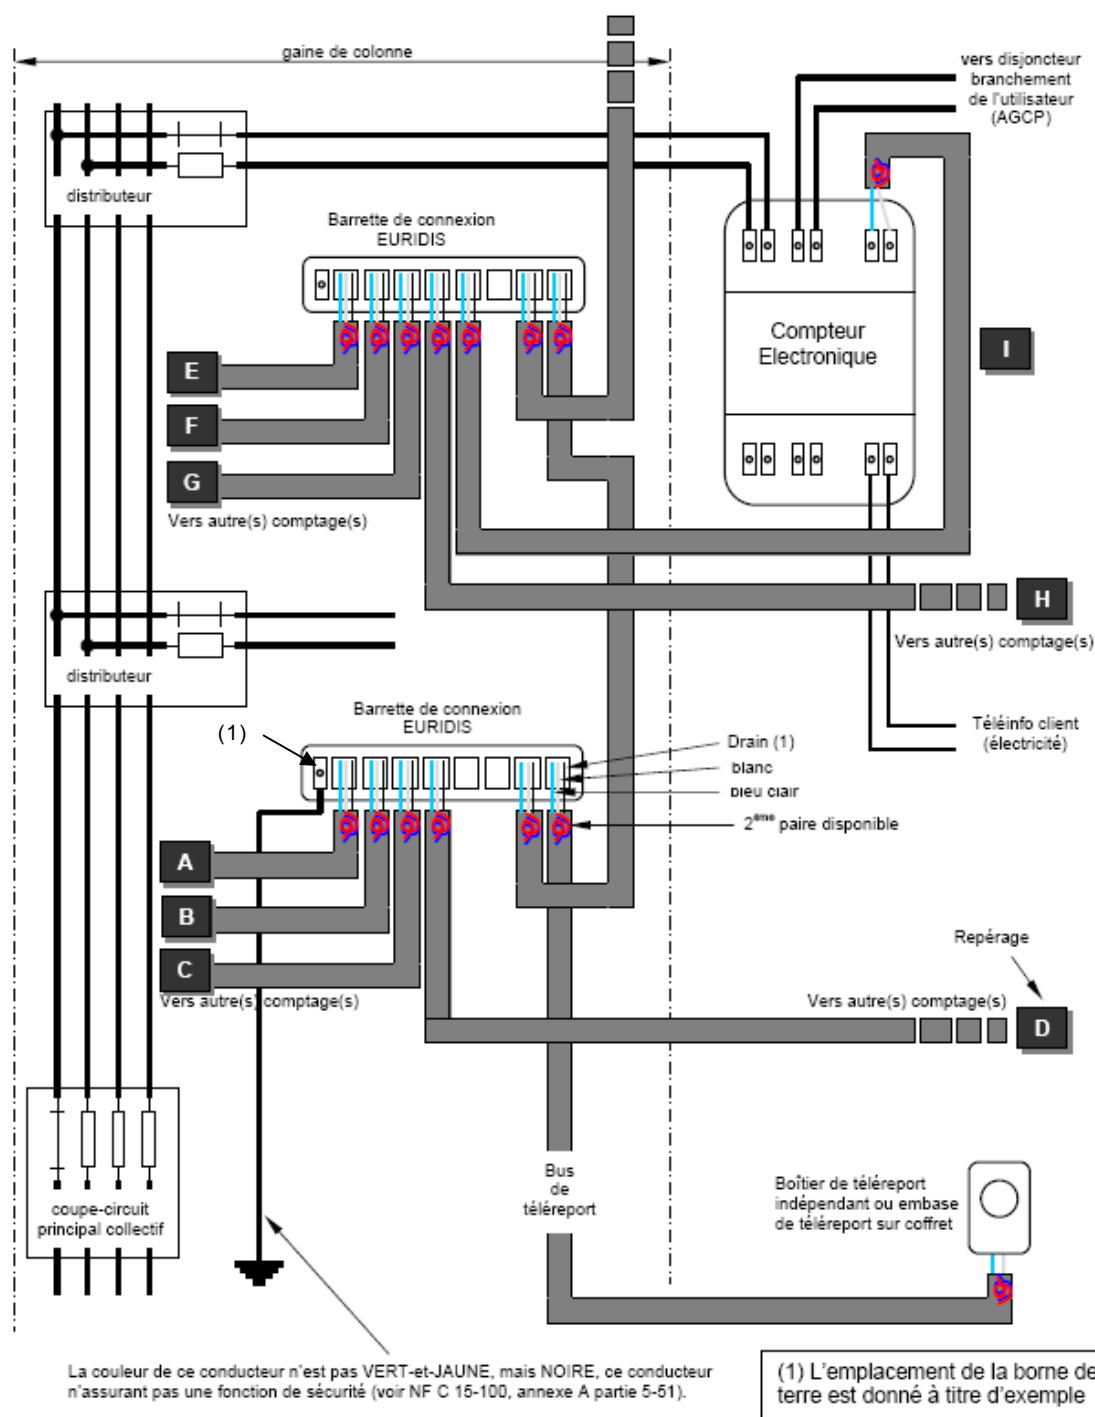 gaine de colonne
vers disjoncteur
branchement
de l'utilisateur
(AGCP)
distributeur
Barrette de connexion
EURIDIS
Compteur
Electronique
I
E
F
G
Vers autre(s) comptage(s)
H
Vers autre(s) comptage(s)
distributeur
Barrette de connexion
EURIDIS
(1)
Téléinfo client
(électricité)
Drain (1)
blanc
bleu clair
2ème paire disponible
A
B
C
Vers autre(s) comptage(s)
Repérage
Vers autre(s) comptage(s)
D
coupe-circuit
principal collectif
Bus
de
téléreport
Boîtier de téléreport
indépendant ou embase
de téléreport sur coffret
La couleur de ce conducteur n'est pas VERT-et-JAUNE, mais NOIRE, ce conducteur
n'assurant pas une fonction de sécurité (voir NF C 15-100, annexe A partie 5-51).
(1) L'emplacement de la borne de
terre est donné à titre d'exemple